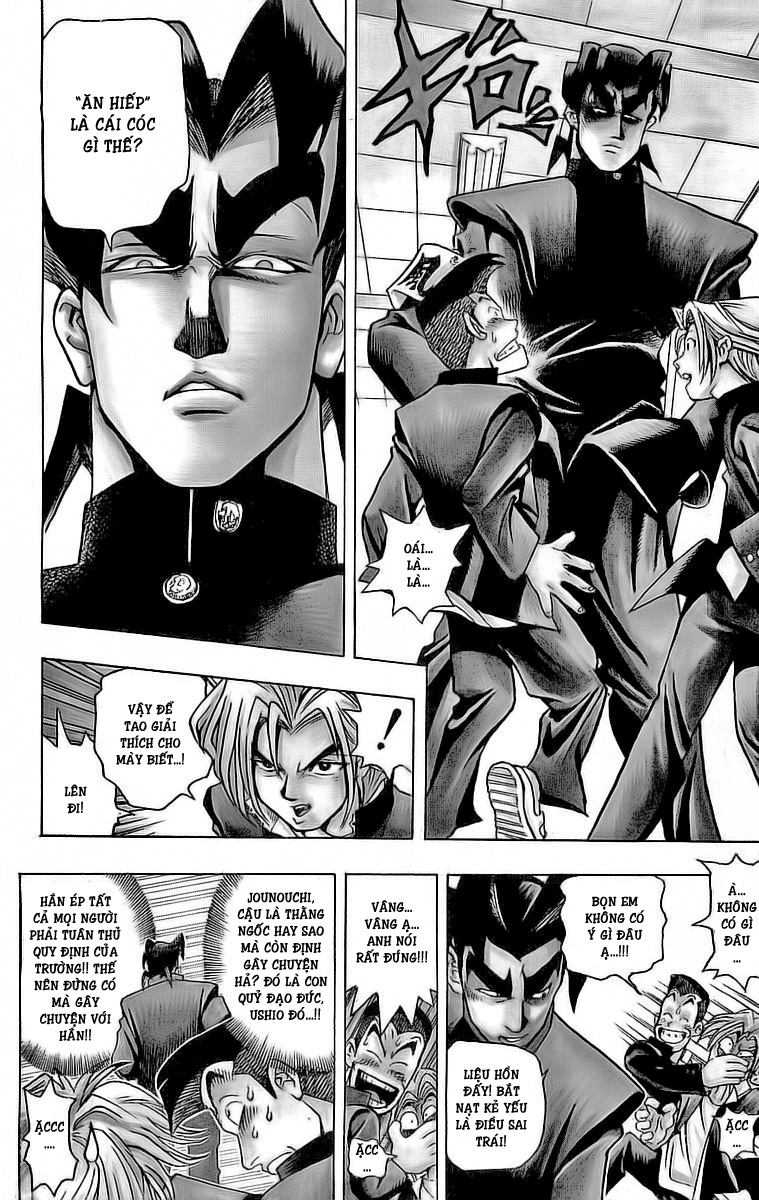 ギロッ
OÁI...
LÀ...
LÀ...
“ĂN HIẾP”
LÀ CÁI CÓC
GÌ THẾ?
!
VẬY ĐỂ
TAO GIẢI
THÍCH CHO
MÀY BIẾT...!
LÊN
ĐI!
À...
KHÔNG
CÓ GÌ
ĐÂU
...
BỌN EM
KHÔNG CÓ
Ý GÌ ĐÂU
Ạ...!!!
LIỆU HỒN
ĐẤY! BẮT
NẠT KẺ YẾU
LÀ ĐIỀU SAI
TRÁI!
ẶCC
...
VÂNG...
VÂNG Ạ...
ANH NÓI
RẤT ĐÚNG!!!
ẶCC
...
JOUNOUCHI,
CẬU LÀ THẰNG
NGỐC HAY SAO
MÀ CÒN ĐỊNH
GÂY CHUYỆN
HẢ? ĐÓ LÀ CON
QUỶ ĐẠO ĐỨC,
USHIO ĐÓ...!!
HẮN ÉP TẤT
CẢ MỌI NGƯỜI
PHẢI TUÂN THỦ
QUY ĐỊNH CỦA
TRƯỜNG!! THẾ
NÊN ĐỪNG CÓ
MÀ GÂY
CHUYỆN VỚI
HẮN!!
ẶCCC
....